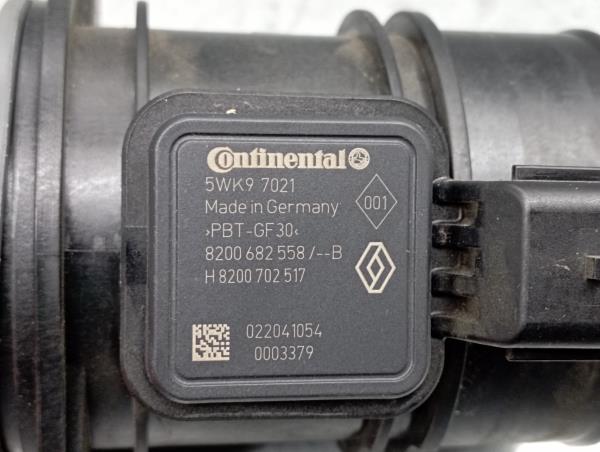 Continental
5WK9 7021
001
Made in Germany
>PBT-GF30<
8200 682 558 /--B
H 8200 702 517
022041054
0003379